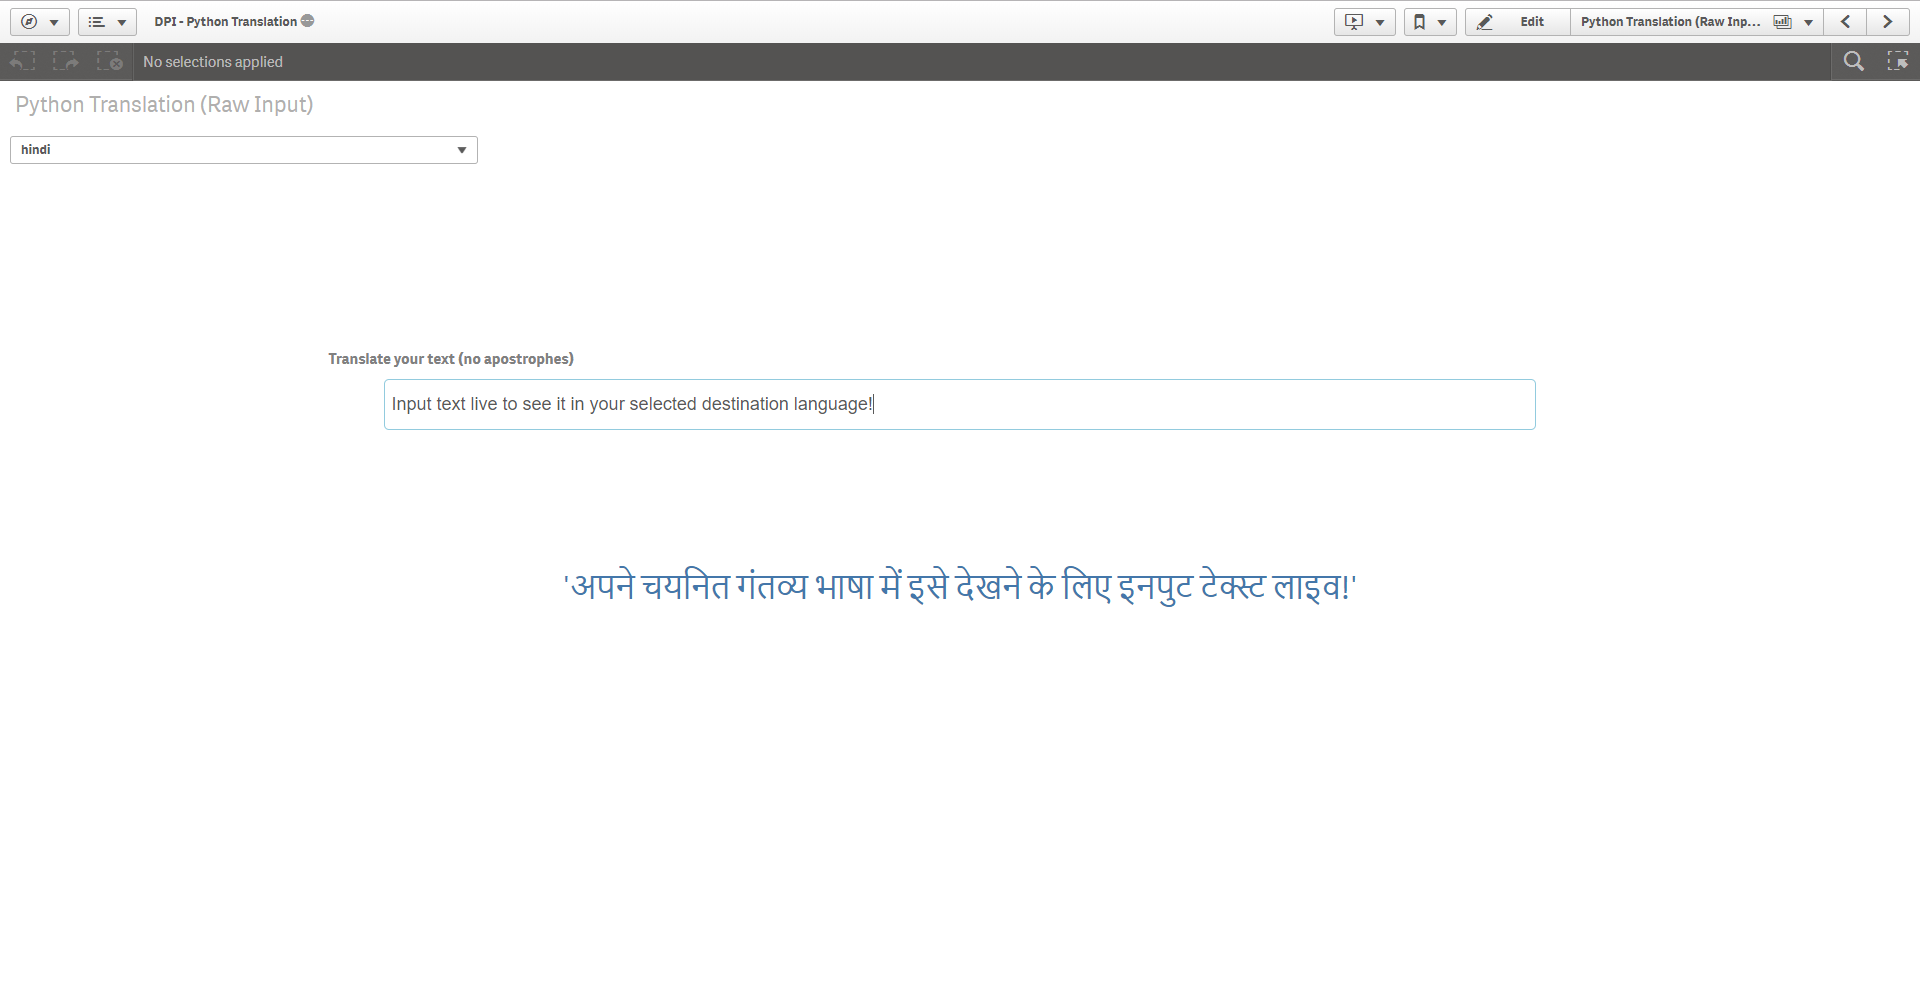 DPI - Python Translation
Edit
Python Translation (Raw Inp...
No selections applied
Python Translation (Raw Input)
hindi
Translate your text (no apostrophes)
Input text live to see it in your selected destination language!
'अपने चयनित गंतव्य भाषा में इसे देखने के लिए इनपुट टेक्स्ट लाइव!'